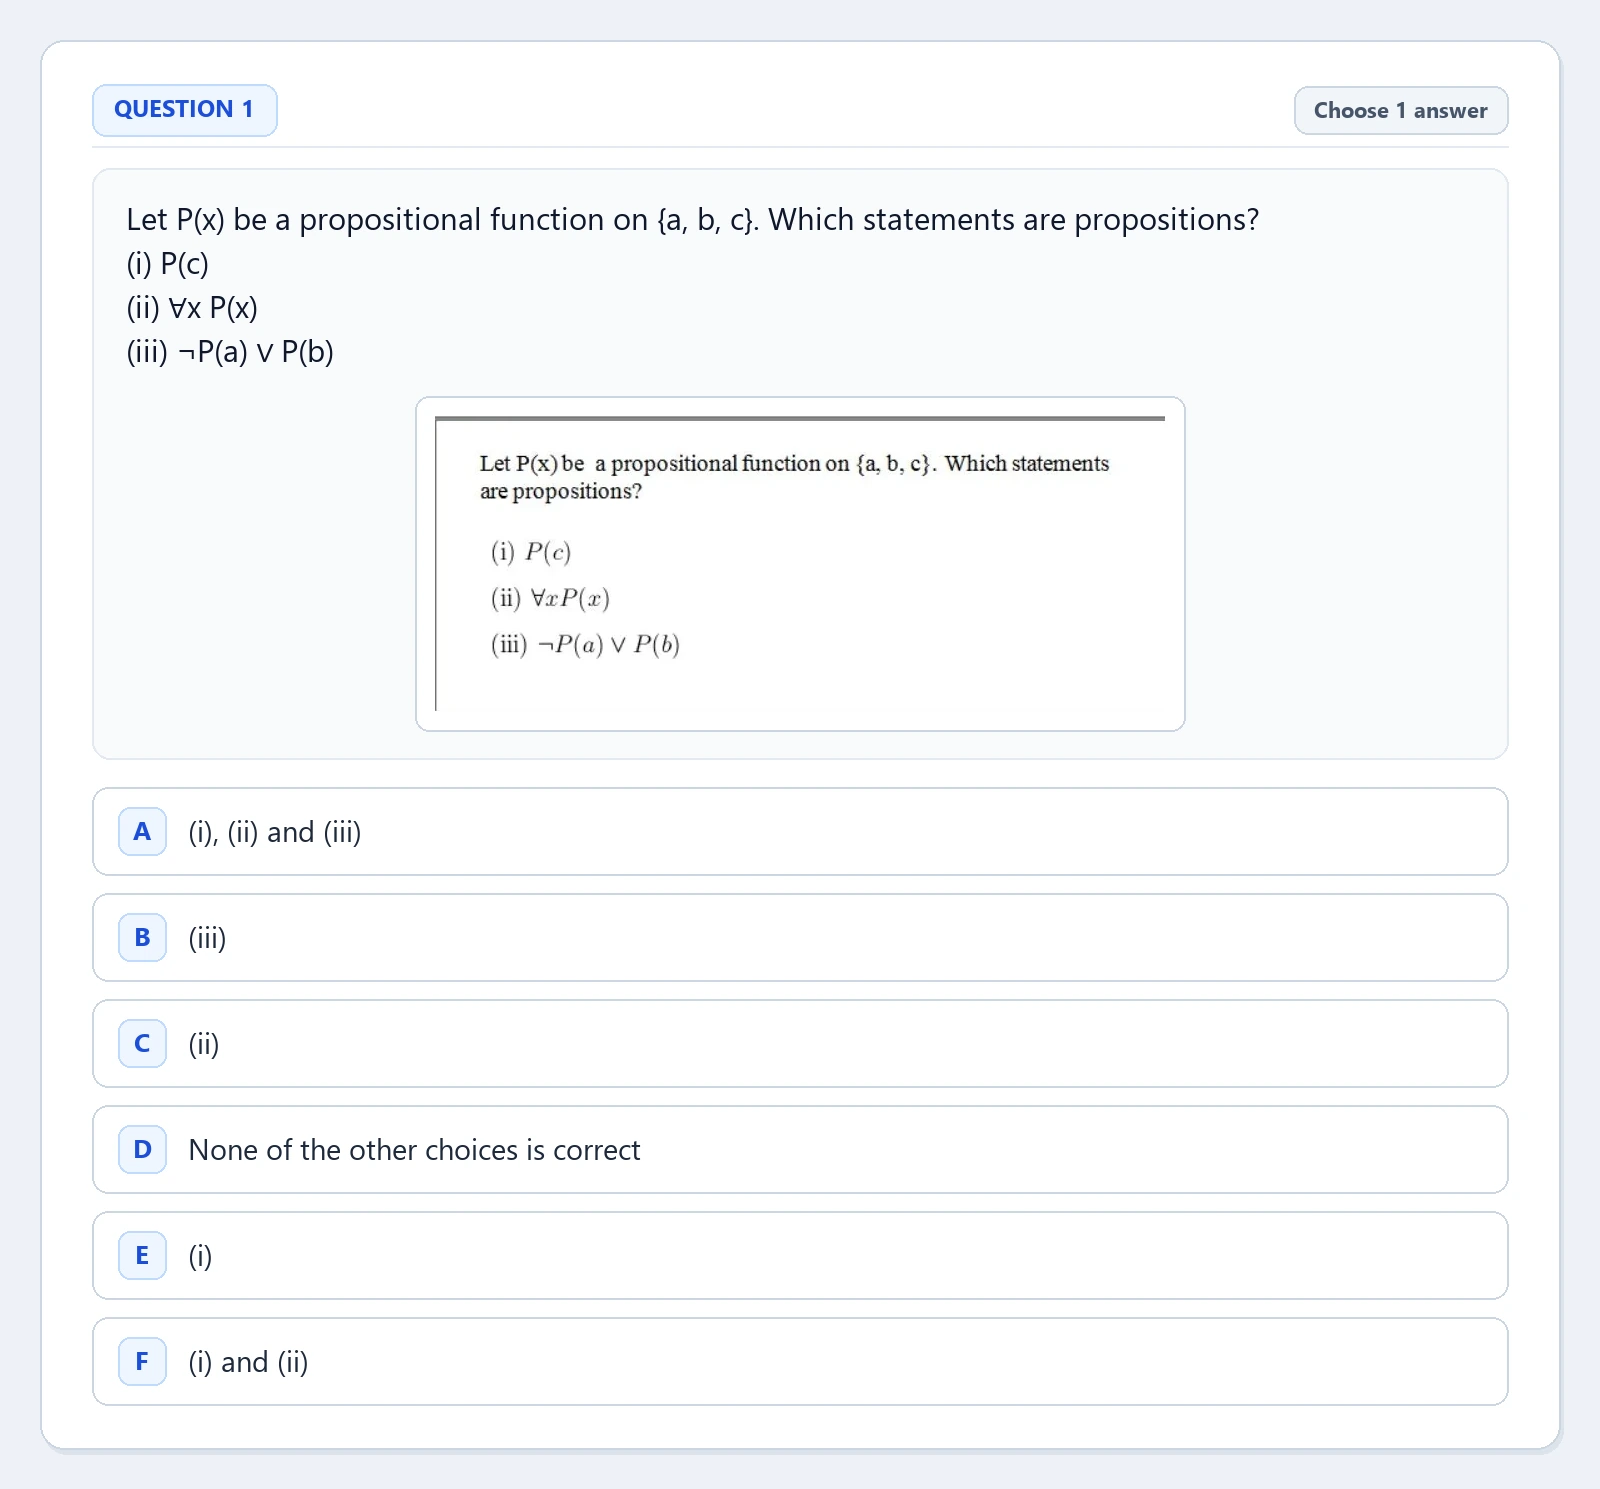 QUESTION 1
Choose 1 answer
Let P(x) be a propositional function on {a, b, c}. Which statements are propositions?
(i) P(c)
(ii) ∀x P(x)
(iii) ¬P(a) ∨ P(b)
Let P(x) be a propositional function on {a, b, c}. Which statements
are propositions?
(i) P(c)
(ii) ∀xP(x)
(iii) ¬P(a) ∨ P(b)
A (i), (ii) and (iii)
B (iii)
C (ii)
D None of the other choices is correct
E (i)
F (i) and (ii)